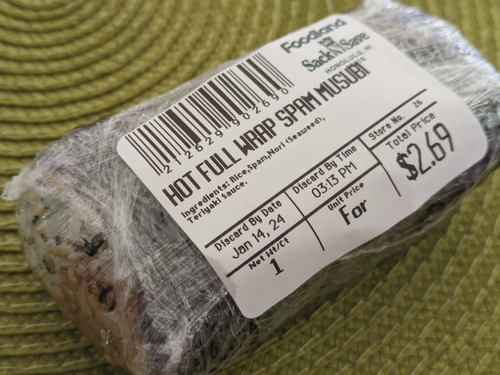 Foodland
Sack N Save
HONOLULU, HI
2 12629 90269 0
HOT FULL WRAP SPAM MUSUBI
Ingredients: Rice,Spam,Nori (Seaweed),
Teriyaki Sauce.
Discard By Date
Jan 14, 24
Discard By Time
03:13 PM
Store No. 26
Net Wt/Ct
1
Unit Price
For
Total Price
$2.69